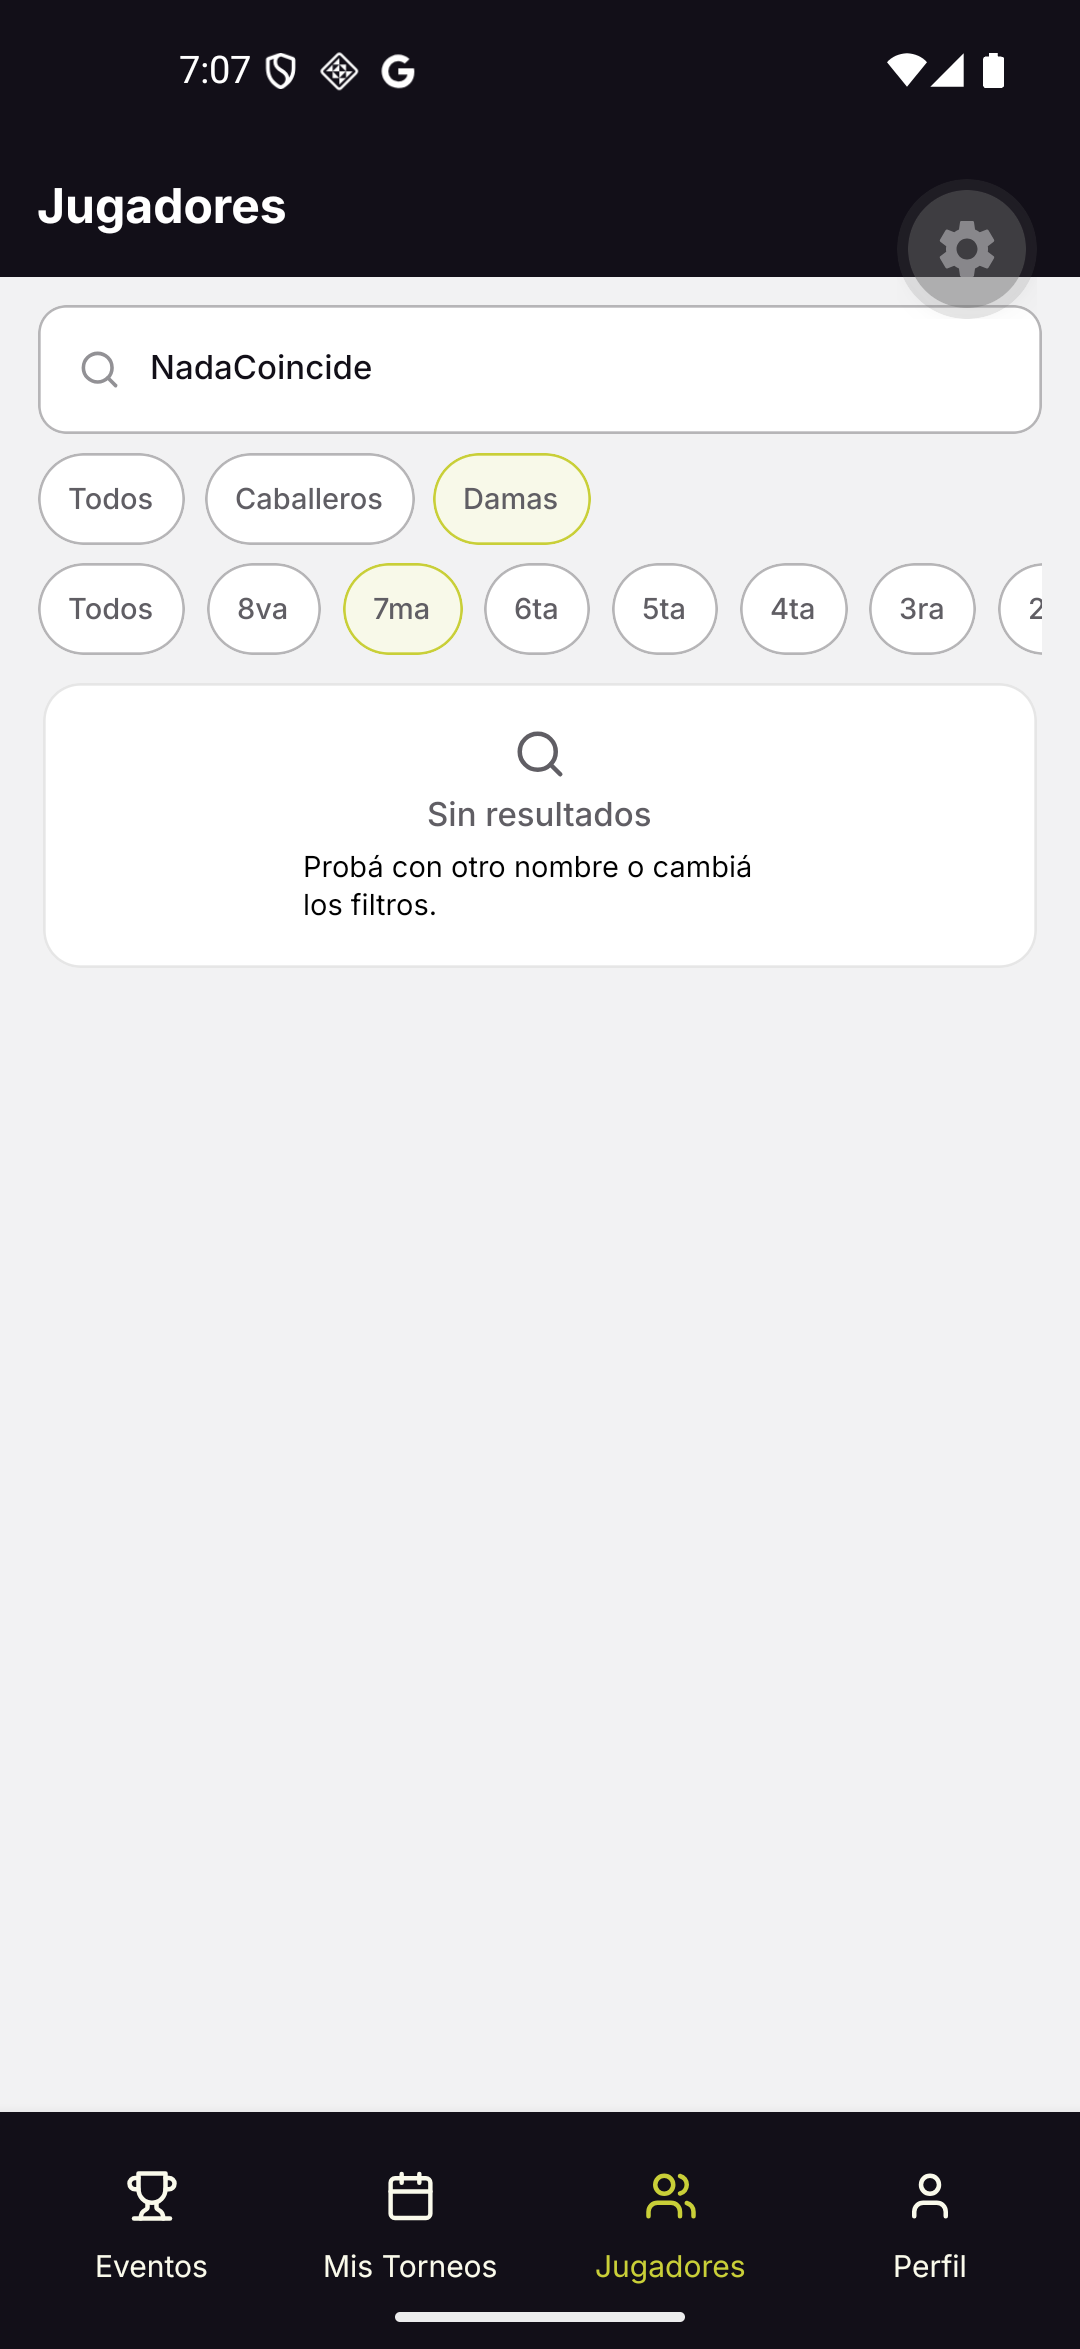 7:07
Jugadores
NadaCoincide
Todos Caballeros Damas
Todos 8va 7ma 6ta 5ta 4ta 3ra 2
Sin resultados
Probá con otro nombre o cambiá
los filtros.
Eventos Mis Torneos Jugadores Perfil